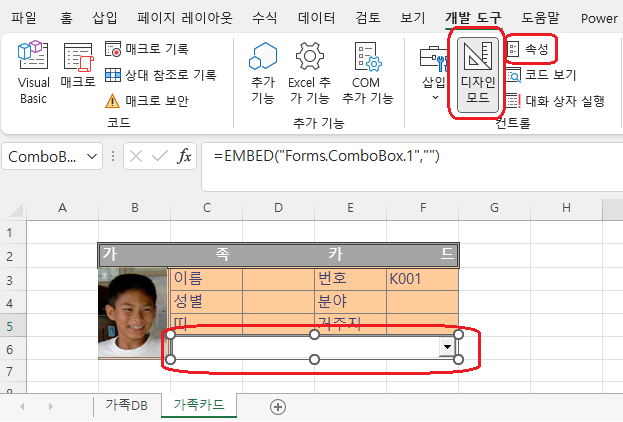 파일 홈 삽입 페이지 레이아웃 수식 데이터 검토 보기 개발 도구 도움말 Power
Visual Basic
매크로
매크로 기록
상대 참조로 기록
매크로 보안
코드
추가 기능
Excel 추가 기능
COM 추가 기능
추가 기능
삽입
디자인 모드
속성
코드 보기
대화 상자 실행
컨트롤
ComboB...
fx
=EMBED("Forms.ComboBox.1","")
A B C D E F G H
1
2 가 족 카 드
3 이름 번호 K001
4 성별 분야
5 띠 거주지
6
7
가족DB 가족카드